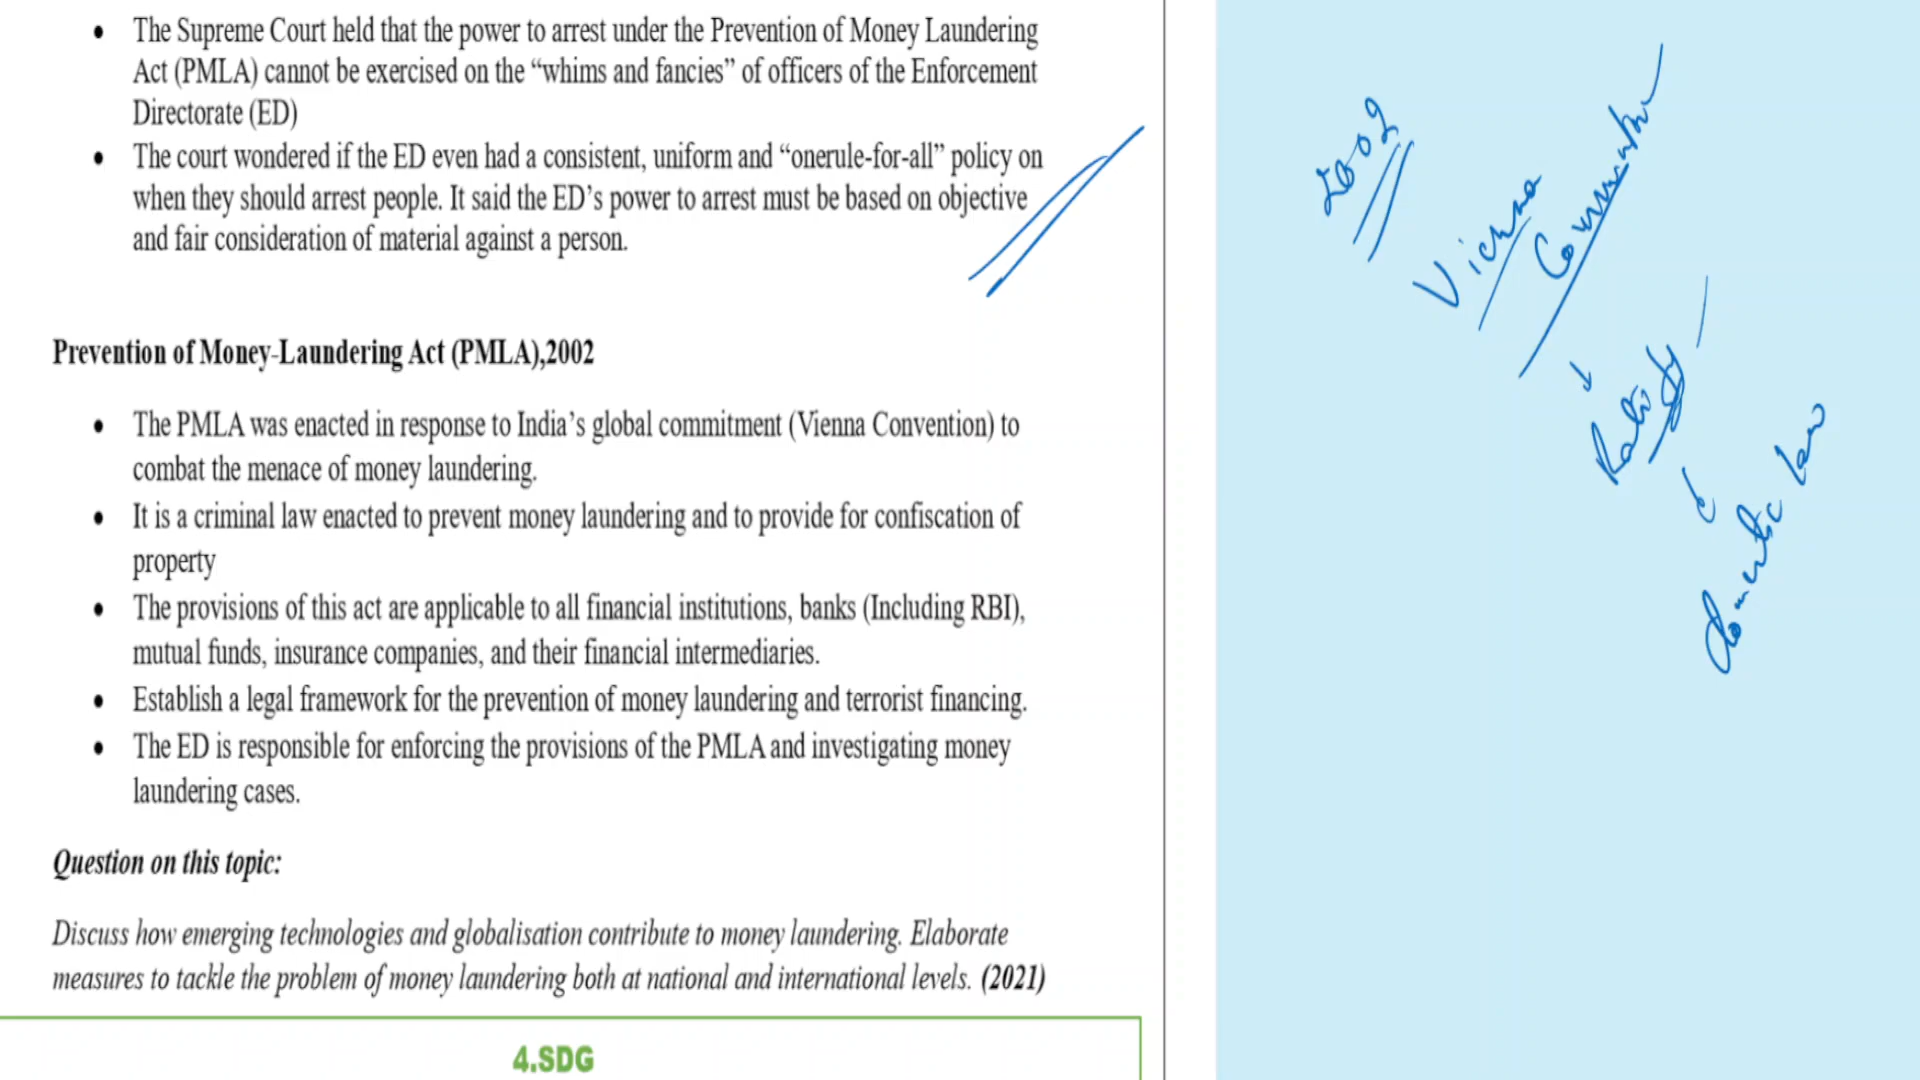 • The Supreme Court held that the power to arrest under the Prevention of Money Laundering
Act (PMLA) cannot be exercised on the “whims and fancies” of officers of the Enforcement
Directorate (ED)
• The court wondered if the ED even had a consistent, uniform and “onerule-for-all” policy on
when they should arrest people. It said the ED’s power to arrest must be based on objective
and fair consideration of material against a person.
Prevention of Money-Laundering Act (PMLA),2002
• The PMLA was enacted in response to India’s global commitment (Vienna Convention) to
combat the menace of money laundering.
• It is a criminal law enacted to prevent money laundering and to provide for confiscation of
property
• The provisions of this act are applicable to all financial institutions, banks (Including RBI),
mutual funds, insurance companies, and their financial intermediaries.
• Establish a legal framework for the prevention of money laundering and terrorist financing.
• The ED is responsible for enforcing the provisions of the PMLA and investigating money
laundering cases.
Question on this topic:
Discuss how emerging technologies and globalisation contribute to money laundering. Elaborate
measures to tackle the problem of money laundering both at national and international levels. (2021)
4.SDG
2002
Vienna
Ratify
domestic law